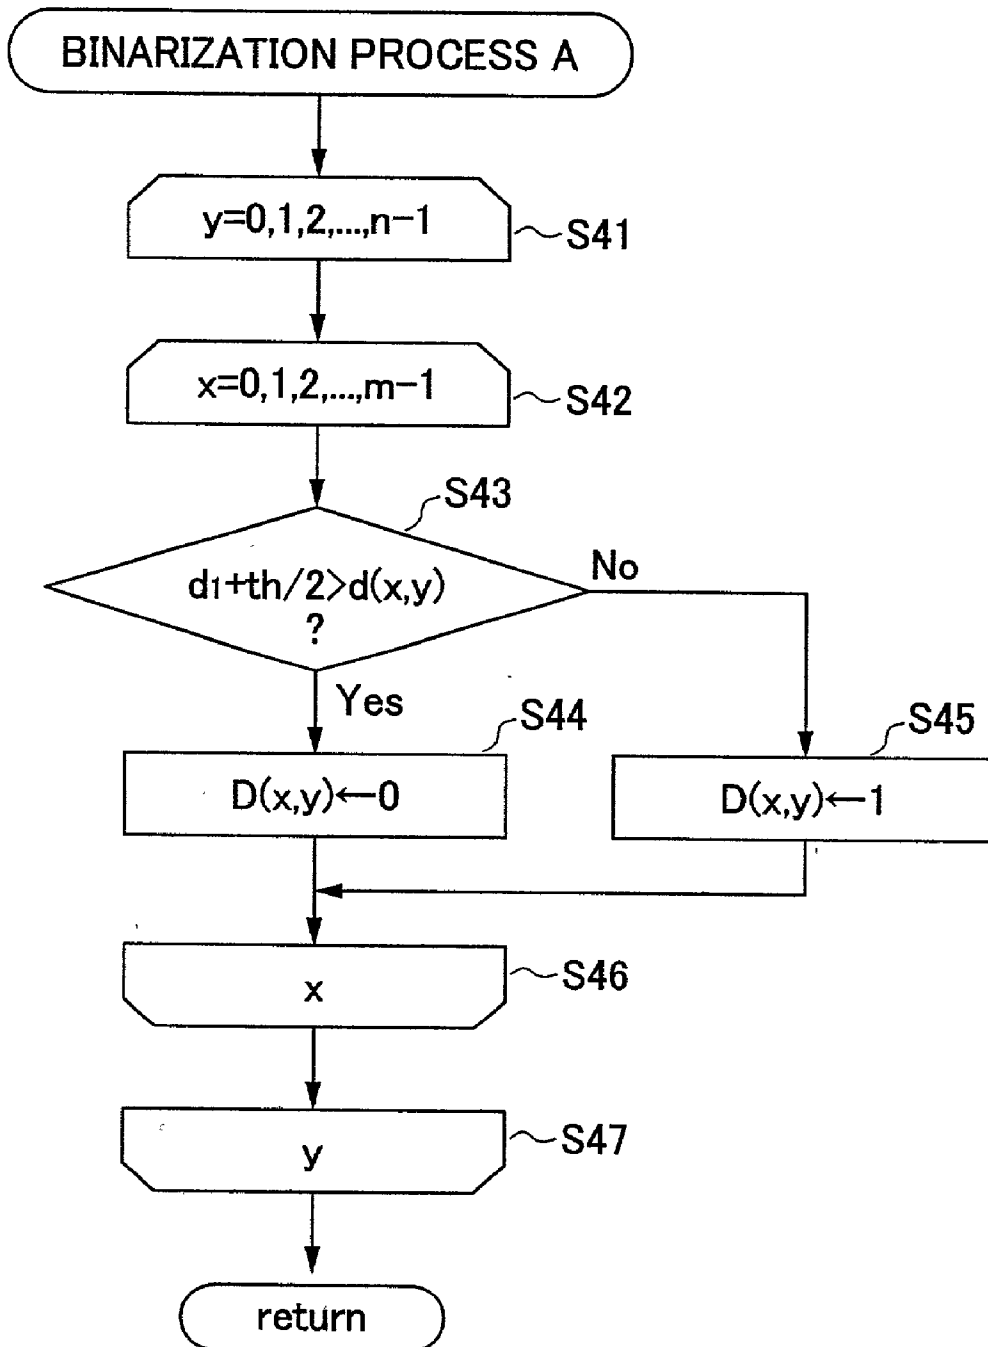 BINARIZATION PROCESS A
y=0,1,2,...,n-1
S41
x=0,1,2,...,m-1
S42
S43
d1+th/2>d(x,y)
?
No
Yes
S44
S45
D(x,y)←0
D(x,y)←1
x
S46
y
S47
return